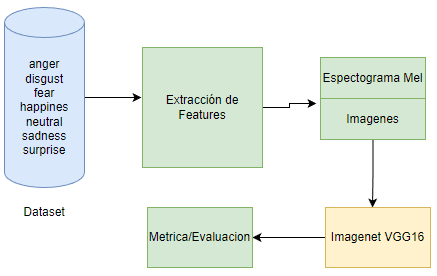 anger
disgust
fear
happines
neutral
sadness
surprise
Dataset
Extracción de
Features
Espectograma Mel
Imagenes
Imagenet VGG16
Metrica/Evaluacion